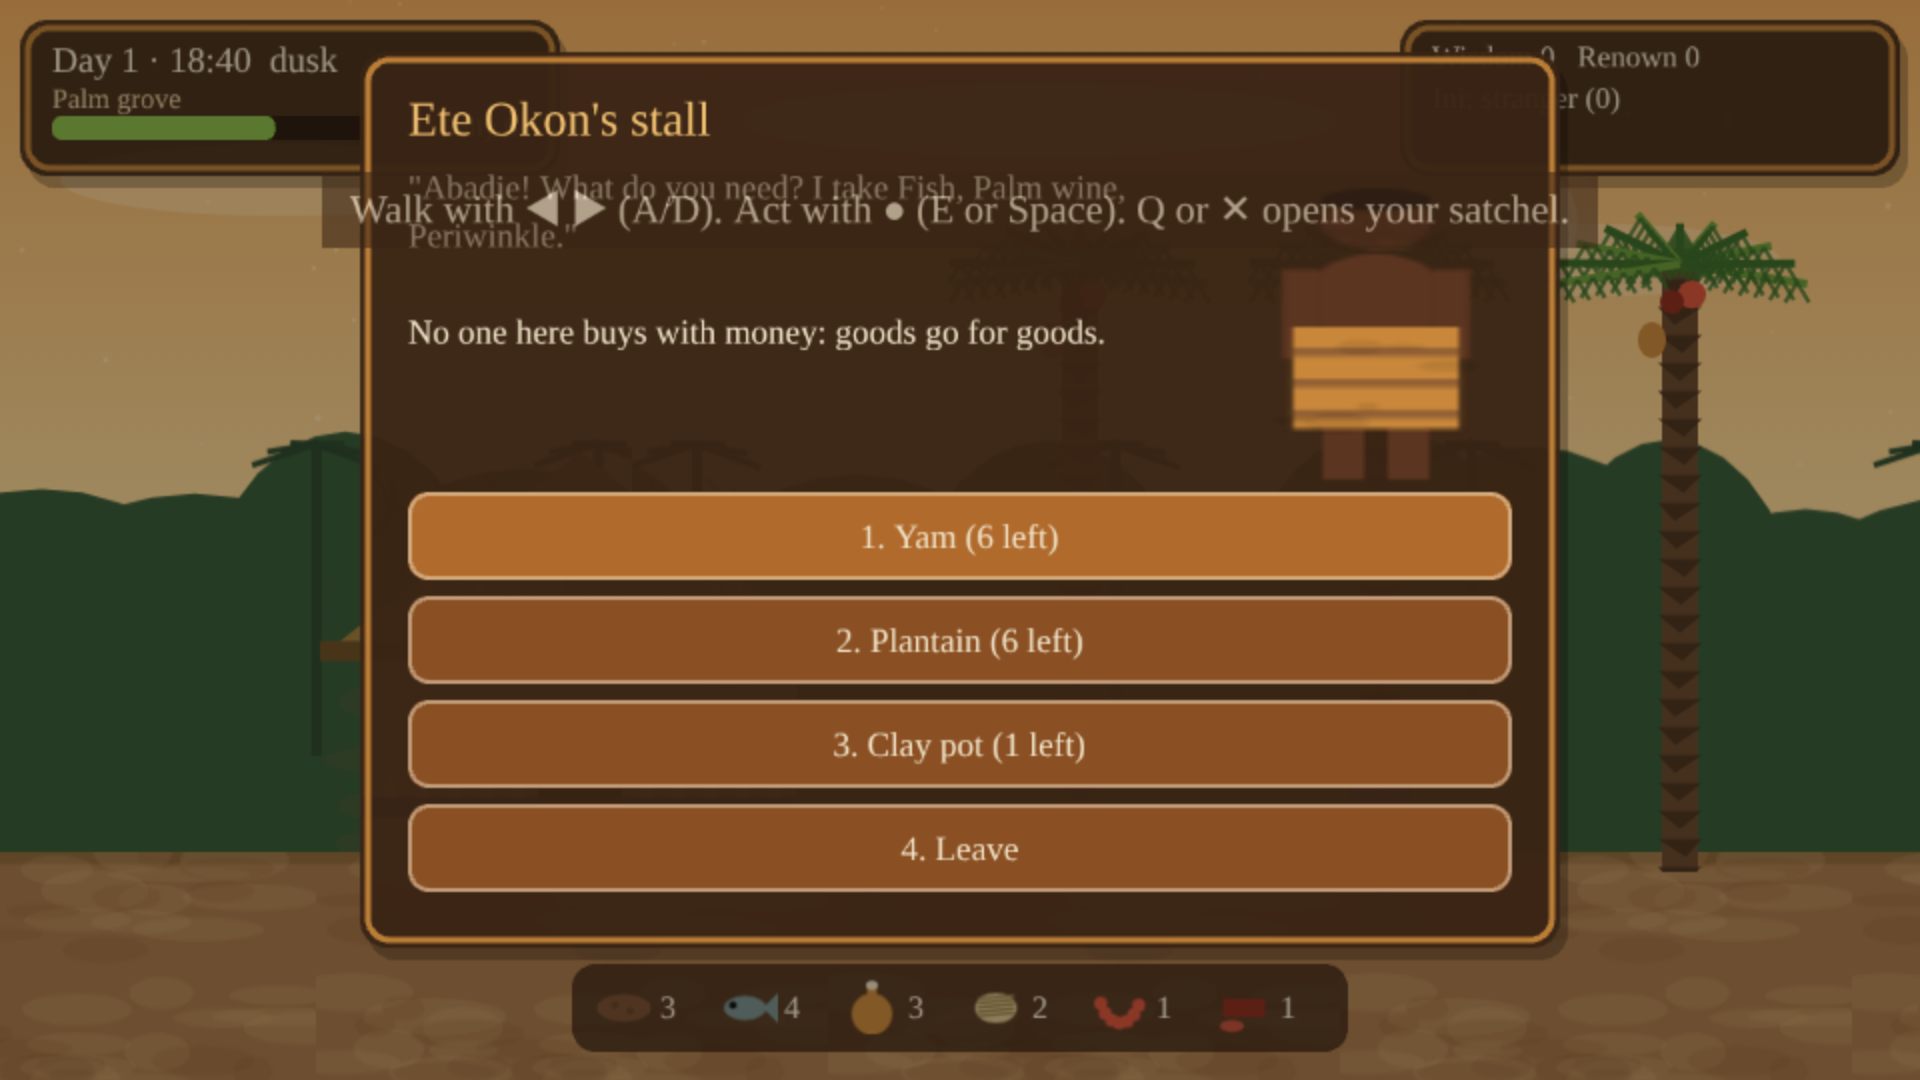 Day 1 · 18:40 dusk
Palm grove
Renown 0
(0)
Ete Okon's stall
"Abadie! What do you need? I take Fish, Palm wine,
Periwinkle."
Walk with ◀ ▶ (A/D). Act with ● (E or Space). Q or ✕ opens your satchel.
No one here buys with money: goods go for goods.
1. Yam (6 left)
2. Plantain (6 left)
3. Clay pot (1 left)
4. Leave
3 4 3 2 1 1